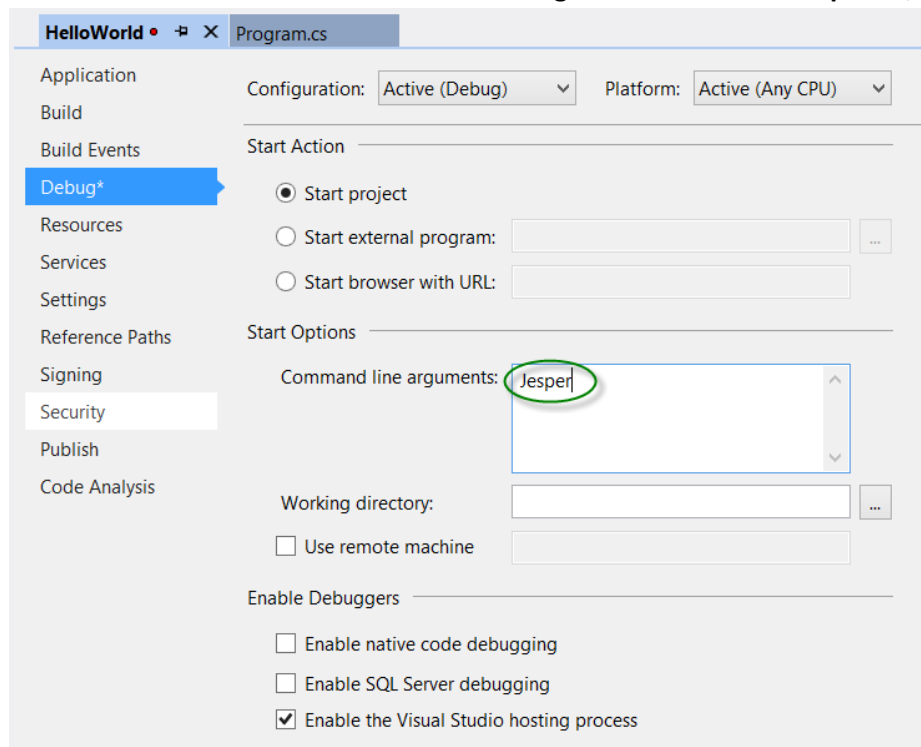 HelloWorld
Program.cs
Application
Build
Build Events
Debug*
Resources
Services
Settings
Reference Paths
Signing
Security
Publish
Code Analysis
Configuration: Active (Debug) Platform: Active (Any CPU)
Start Action
Start project
Start external program:
...
Start browser with URL:
Start Options
Command line arguments: Jesper
Working directory:
...
Use remote machine
Enable Debuggers
Enable native code debugging
Enable SQL Server debugging
Enable the Visual Studio hosting process